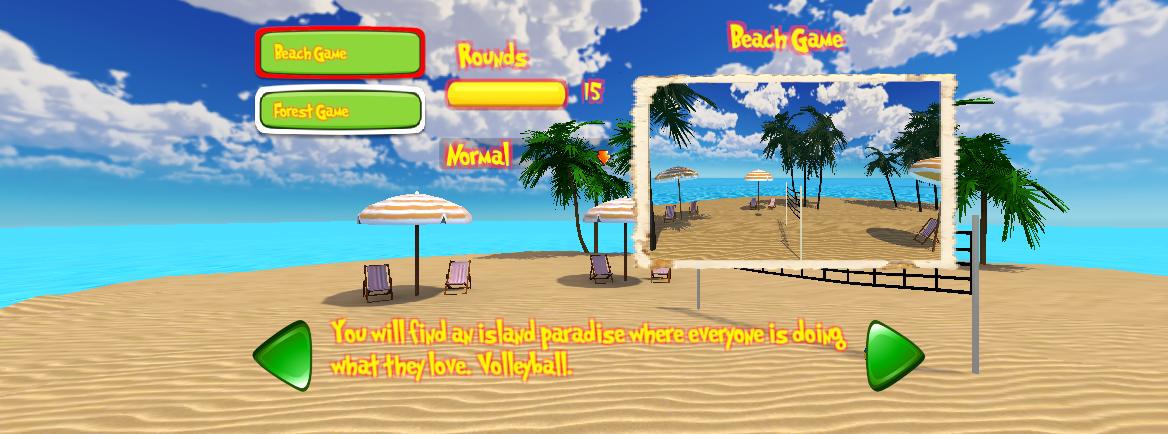 Beach Game
Forest Game
Rounds
15
Normal
Beach Game
You will find an island paradise where everyone is doing
what they love. Volleyball.